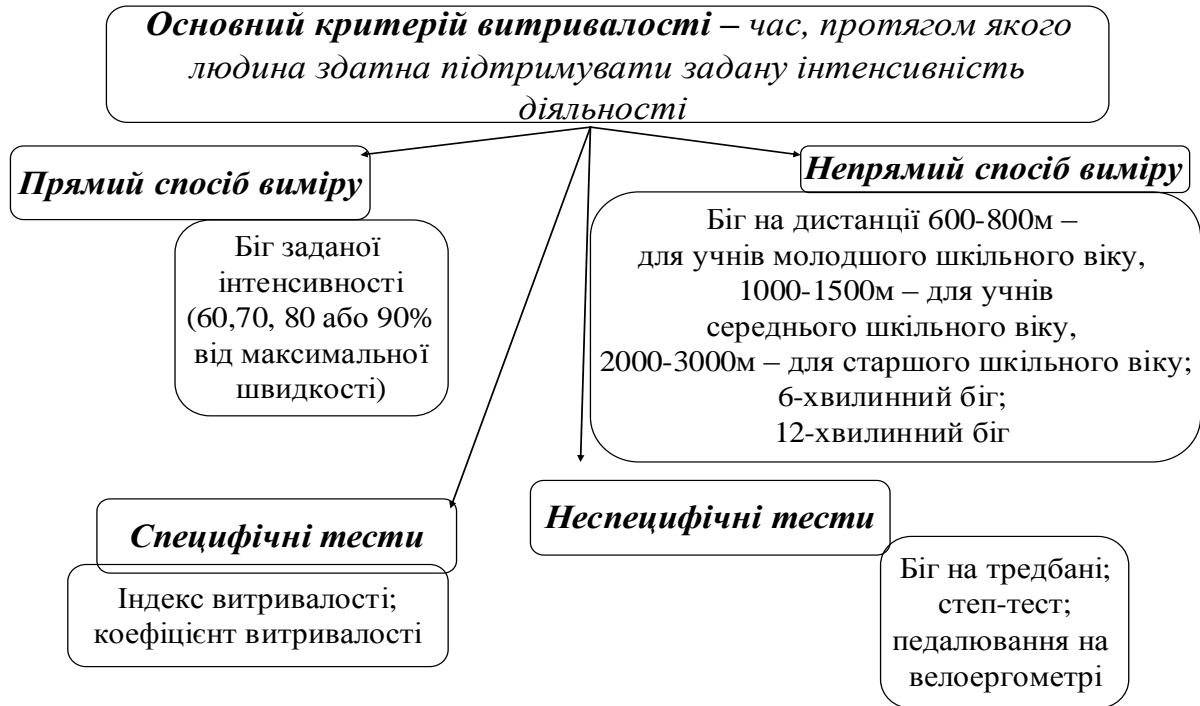 Основний критерій витривалості – час, протягом якого
людина здатна підтримувати задану інтенсивність
діяльності
Прямий спосіб виміру
Біг заданої
інтенсивності
(60,70, 80 або 90%
від максимальної
швидкості)
Непрямий спосіб виміру
Біг на дистанції 600-800м –
для учнів молодшого шкільного віку,
1000-1500м – для учнів
середнього шкільного віку,
2000-3000м – для старшого шкільного віку;
6-хвилинний біг;
12-хвилинний біг
Специфічні тести
Індекс витривалості;
коефіцієнт витривалості
Неспецифічні тести
Біг на тредбані;
степ-тест;
педалювання на
велоергометрі